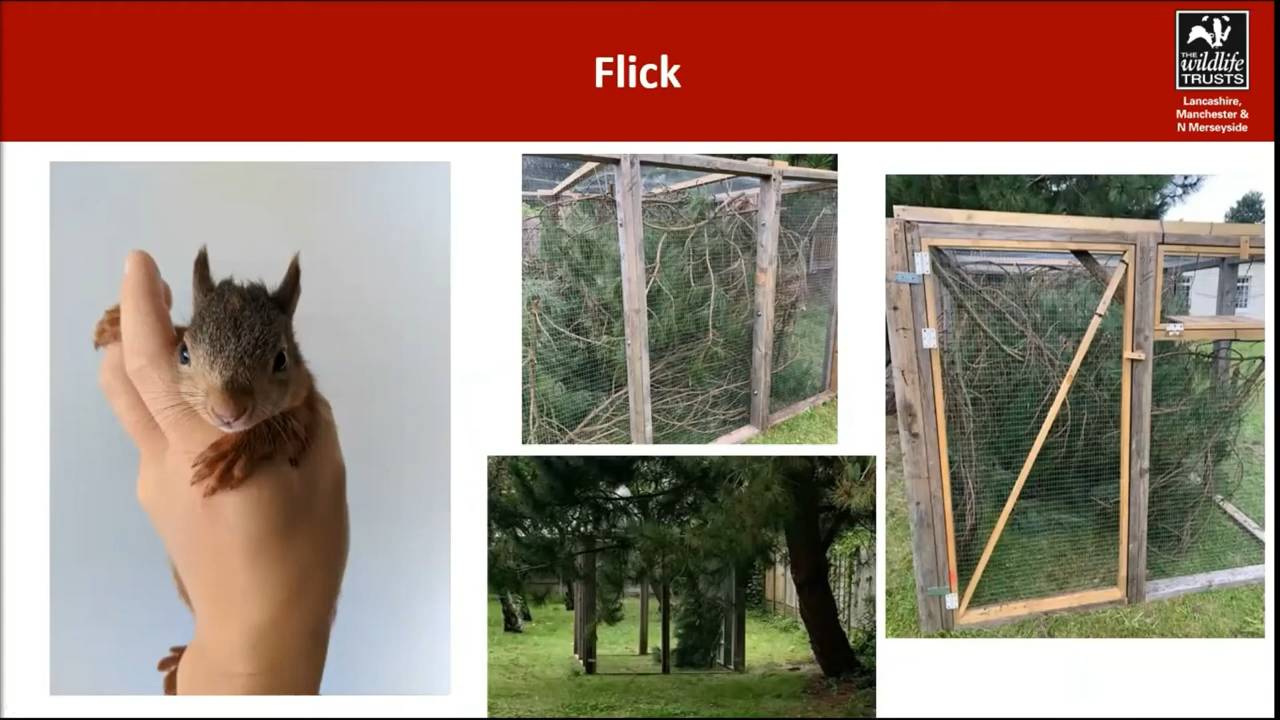 Flick
THE
wildlife
TRUSTS
Lancashire,
Manchester &
N Merseyside